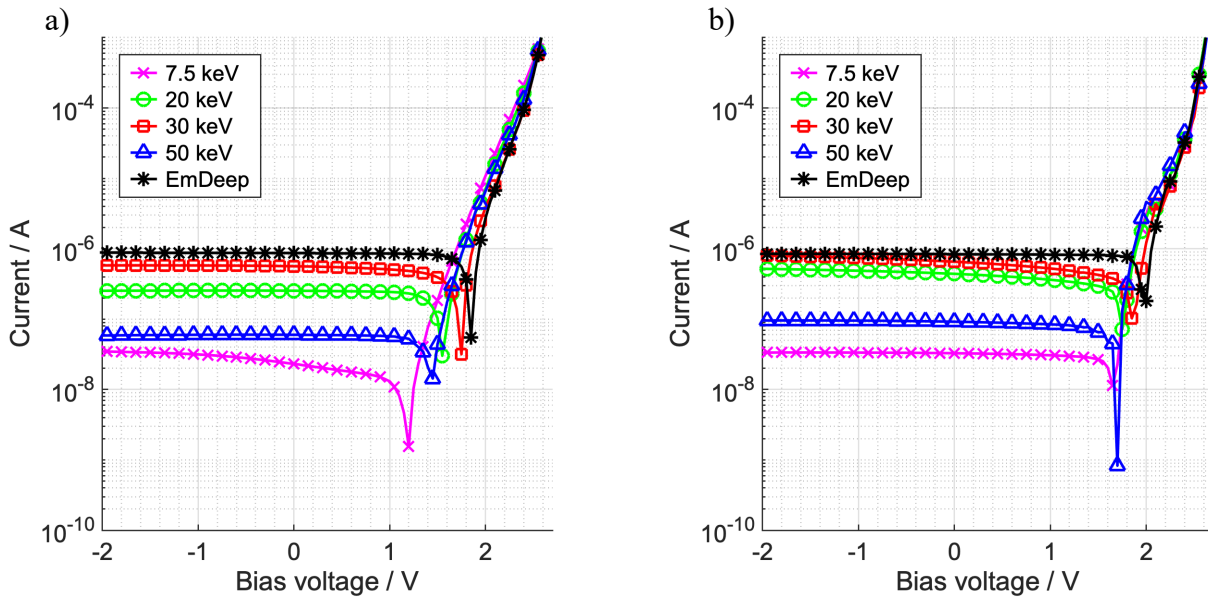 a)
7.5 keV
20 keV
30 keV
50 keV
EmDeep
10^-4
10^-6
10^-8
10^-10
Current / A
-2 -1 0 1 2
Bias voltage / V
b)
7.5 keV
20 keV
30 keV
50 keV
EmDeep
10^-4
10^-6
10^-8
10^-10
Current / A
-2 -1 0 1 2
Bias voltage / V